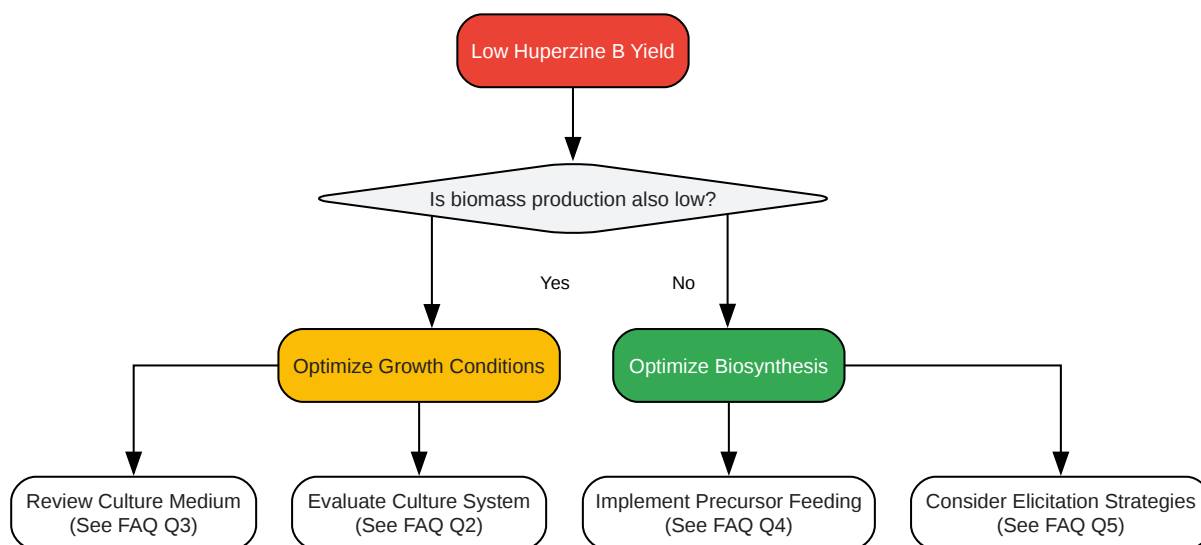 Low Huperzine B Yield
Is biomass production also low?
Yes
No
Optimize Growth Conditions
Optimize Biosynthesis
Review Culture Medium
(See FAQ Q3)
Evaluate Culture System
(See FAQ Q2)
Implement Precursor Feeding
(See FAQ Q4)
Consider Elicitation Strategies
(See FAQ Q5)